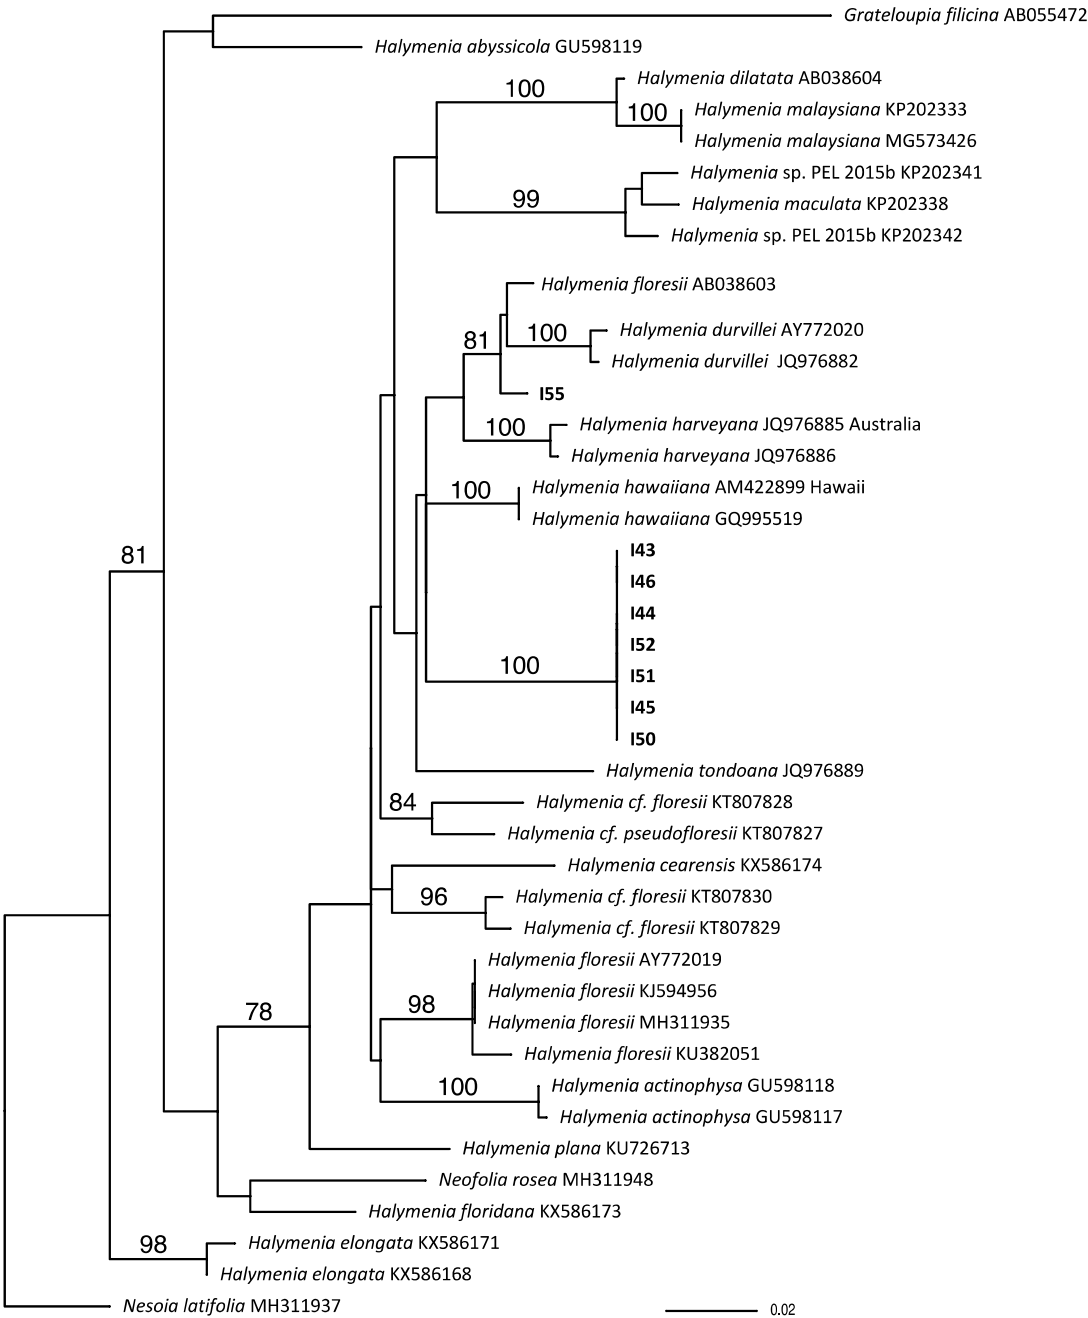 Grateloupia filicina AB055472
Halymenia abyssicola GU598119
Halymenia dilatata AB038604
100
100
Halymenia malaysiana KP202333
Halymenia malaysiana MG573426
Halymenia sp. PEL 2015b KP202341
99
Halymenia maculata KP202338
Halymenia sp. PEL 2015b KP202342
Halymenia floresii AB038603
Halymenia durvillei AY772020
100
81
Halymenia durvillei JQ976882
I55
Halymenia harveyana JQ976885 Australia
100
Halymenia harveyana JQ976886
Halymenia hawaiiana AM422899 Hawaii
100
Halymenia hawaiiana GQ995519
I43
81
I46
I44
I52
100
I51
I45
I50
Halymenia tondoana JQ976889
84
Halymenia cf. floresii KT807828
Halymenia cf. pseudofloresii KT807827
Halymenia cearensis KX586174
96
Halymenia cf. floresii KT807830
Halymenia cf. floresii KT807829
Halymenia floresii AY772019
Halymenia floresii KJ594956
98
78
Halymenia floresii MH311935
Halymenia floresii KU382051
100
Halymenia actinophysa GU598118
Halymenia actinophysa GU598117
Halymenia plana KU726713
Neofolia rosea MH311948
Halymenia floridana KX586173
98
Halymenia elongata KX586171
Halymenia elongata KX586168
Nesoia latifolia MH311937
0.02